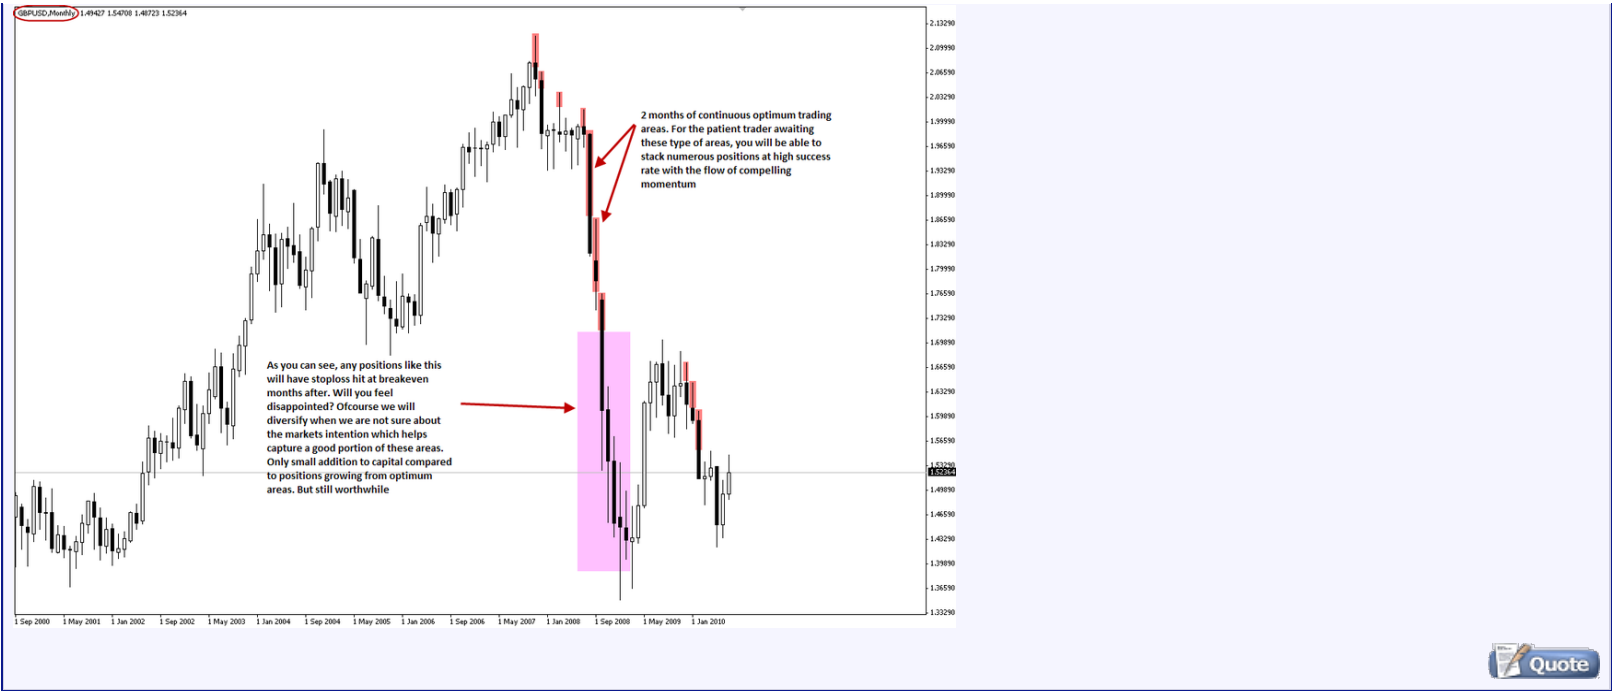 GBPUSD,Monthly 1.49427 1.54708 1.48723 1.52364
2.13290
2.09990
2.06590
2.03290
1.99990
1.96590
1.93290
1.89990
1.86590
1.83290
1.79990
1.76590
1.73290
1.69890
1.66590
1.63290
1.59890
1.56590
1.53290
1.52364
1.49890
1.46590
1.43290
1.39890
1.36590
1.33290
2 months of continuous optimum trading
areas. For the patient trader awaiting
these type of areas, you will be able to
stack numerous positions at high success
rate with the flow of compelling
momentum
As you can see, any positions like this
will have stoploss hit at breakeven
months after. Will you feel
disappointed? Ofcourse we will
diversify when we are not sure about
the markets intention which helps
capture a good portion of these areas.
Only small addition to capital compared
to positions growing from optimum
areas. But still worthwhile
1 Sep 2000 1 May 2001 1 Jan 2002 1 Sep 2002 1 May 2003 1 Jan 2004 1 Sep 2004 1 May 2005 1 Jan 2006 1 Sep 2006 1 May 2007 1 Jan 2008 1 Sep 2008 1 May 2009 1 Jan 2010
Quote